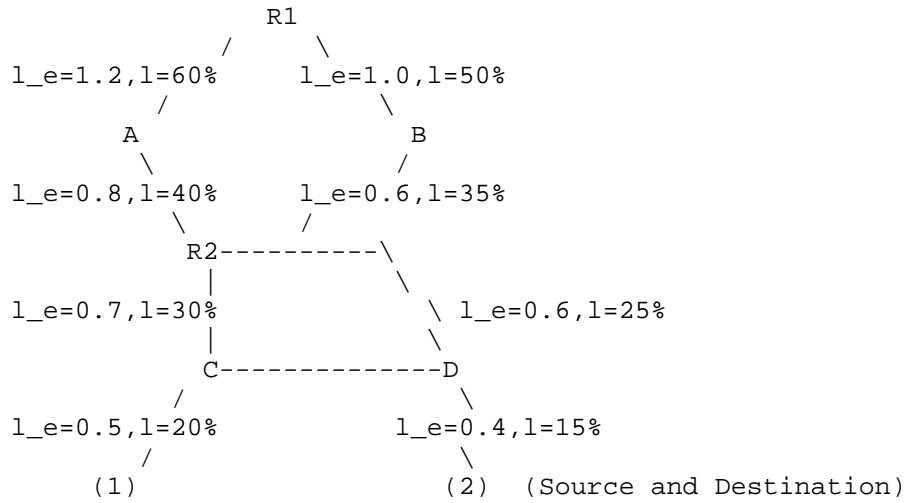 R1
l_e=1.2,l=60% l_e=1.0,l=50%
A B
l_e=0.8,l=40% l_e=0.6,l=35%
R2
l_e=0.7,l=30% l_e=0.6,l=25%
C D
l_e=0.5,l=20% l_e=0.4,l=15%
(1) (2) (Source and Destination)